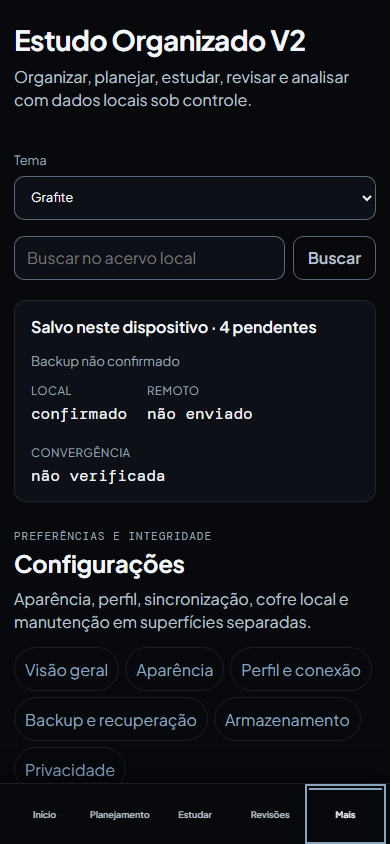 Estudo Organizado V2
Organizar, planejar, estudar, revisar e analisar
com dados locais sob controle.
Tema
Grafite
Buscar no acervo local
Buscar
Salvo neste dispositivo · 4 pendentes
Backup não confirmado
LOCAL REMOTO
confirmado não enviado
CONVERGÊNCIA
não verificada
PREFERÊNCIAS E INTEGRIDADE
Configurações
Aparência, perfil, sincronização, cofre local e
manutenção em superfícies separadas.
Visão geral Aparência Perfil e conexão
Backup e recuperação Armazenamento
Privacidade
Início Planejamento Estudar Revisões Mais